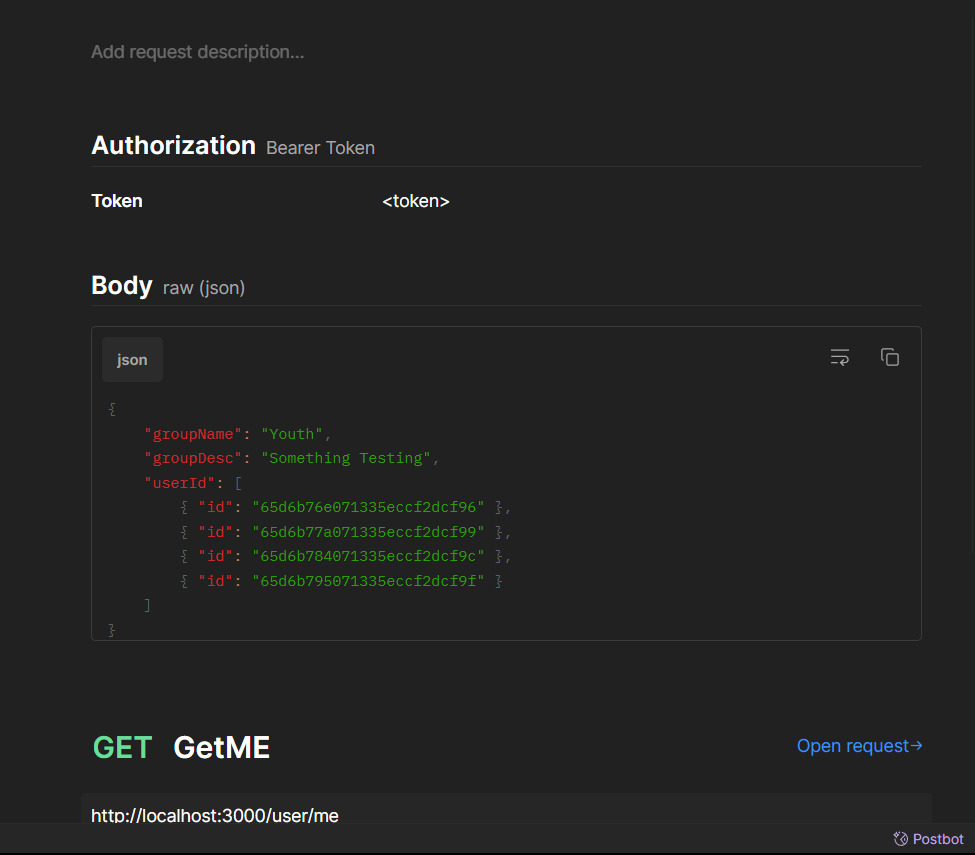 Add request description...
Authorization Bearer Token
Token <token>
Body raw (json)
json
{
"groupName": "Youth",
"groupDesc": "Something Testing",
"userId": [
{ "id": "65d6b76e071335eccf2dcf96" },
{ "id": "65d6b77a071335eccf2dcf99" },
{ "id": "65d6b784071335eccf2dcf9c" },
{ "id": "65d6b795071335eccf2dcf9f" }
]
}
GET GetME Open request→
http://localhost:3000/user/me
Postbot